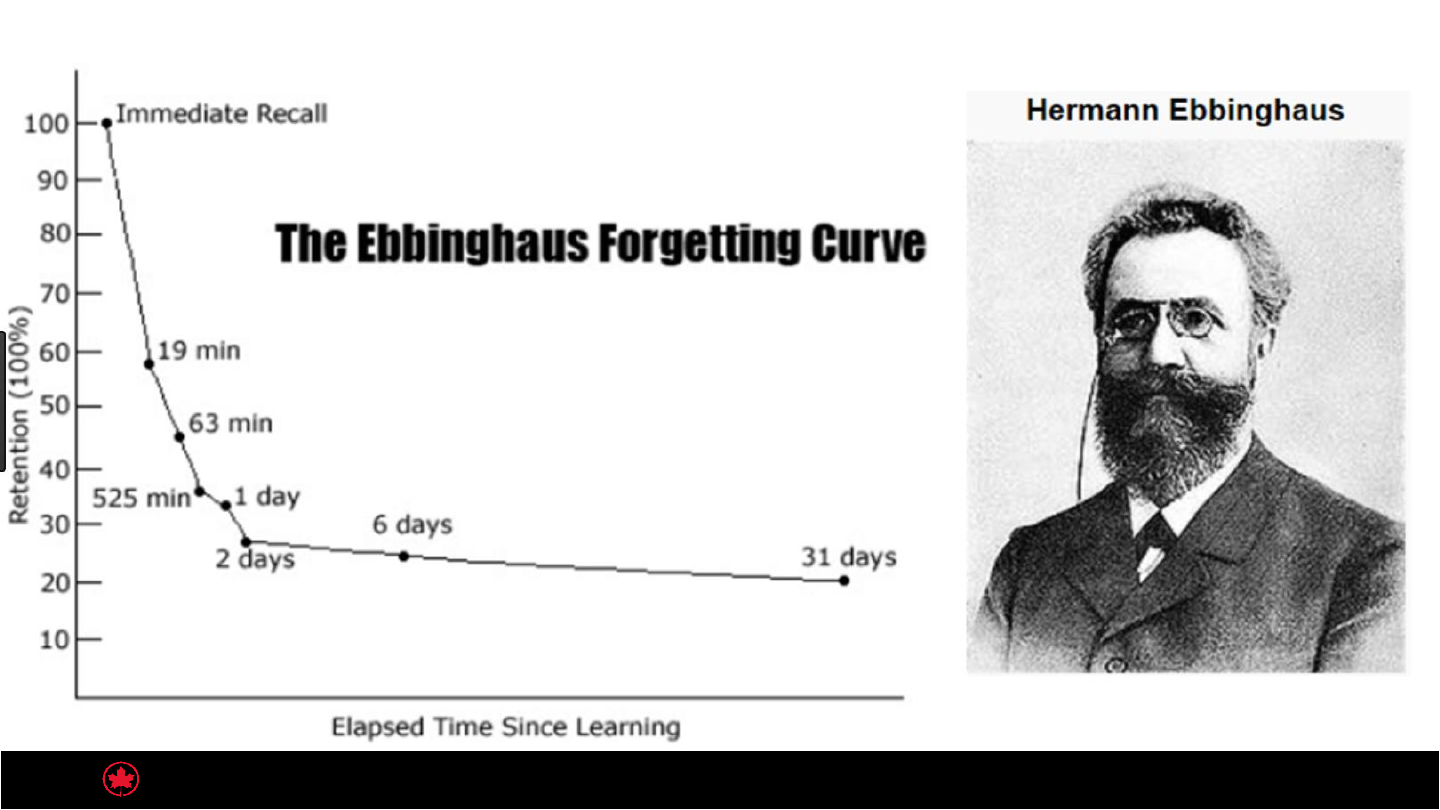 Immediate Recall
100
90
80
70
60
50
40
30
20
10
Retention (100%)
The Ebbinghaus Forgetting Curve
19 min
63 min
525 min
1 day
2 days
6 days
31 days
Elapsed Time Since Learning
Hermann Ebbinghaus